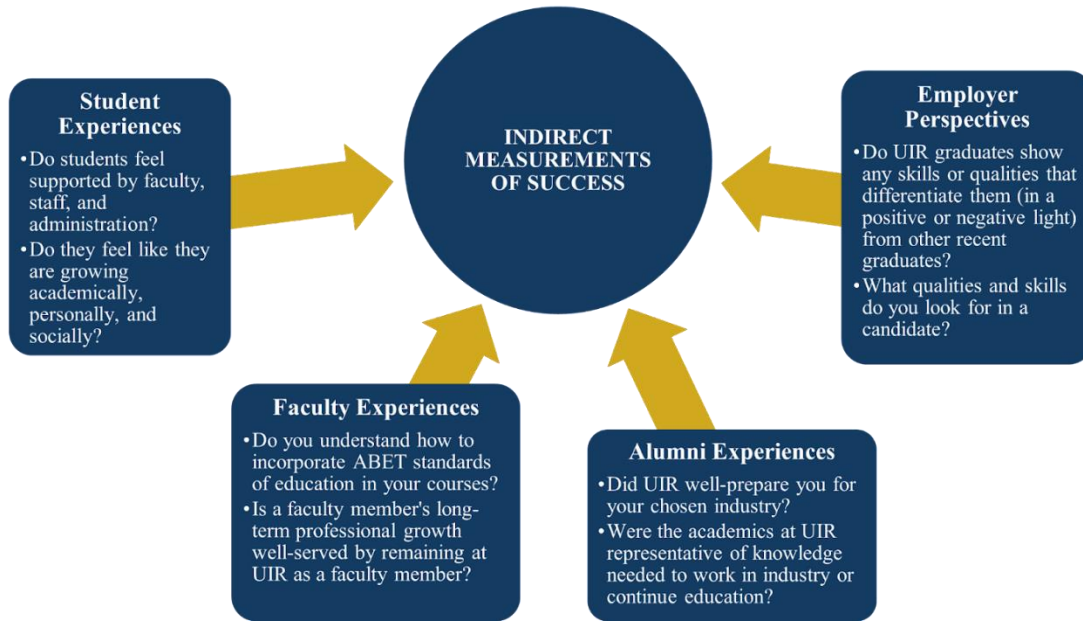 INDIRECT
MEASUREMENTS
OF SUCCESS
Student
Experiences
•Do students feel
supported by faculty,
staff, and
administration?
•Do they feel like they
are growing
academically,
personally, and
socially?
Faculty Experiences
•Do you understand how to
incorporate ABET standards
of education in your courses?
•Is a faculty member's long-
term professional growth
well-served by remaining at
UIR as a faculty member?
Alumni Experiences
•Did UIR well-prepare you for
your chosen industry?
•Were the academics at UIR
representative of knowledge
needed to work in industry or
continue education?
Employer
Perspectives
•Do UIR graduates show
any skills or qualities that
differentiate them (in a
positive or negative light)
from other recent
graduates?
•What qualities and skills
do you look for in a
candidate?